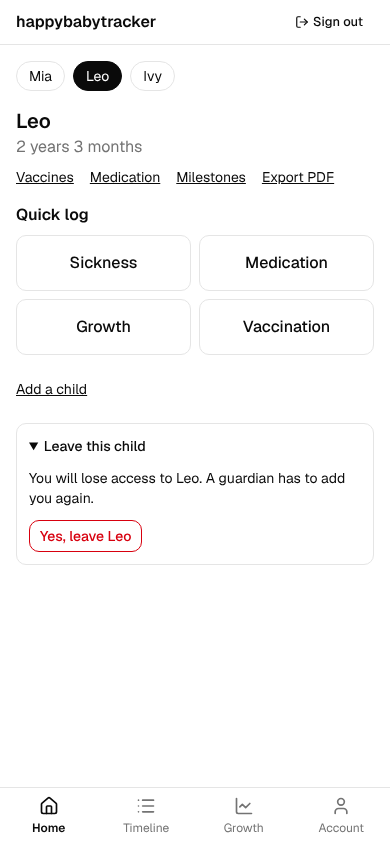 happybabytracker
Sign out
Mia
Leo
Ivy
Leo
2 years 3 months
Vaccines
Medication
Milestones
Export PDF
Quick log
Sickness
Medication
Growth
Vaccination
Add a child
Leave this child
You will lose access to Leo. A guardian has to add
you again.
Yes, leave Leo
Home
Timeline
Growth
Account